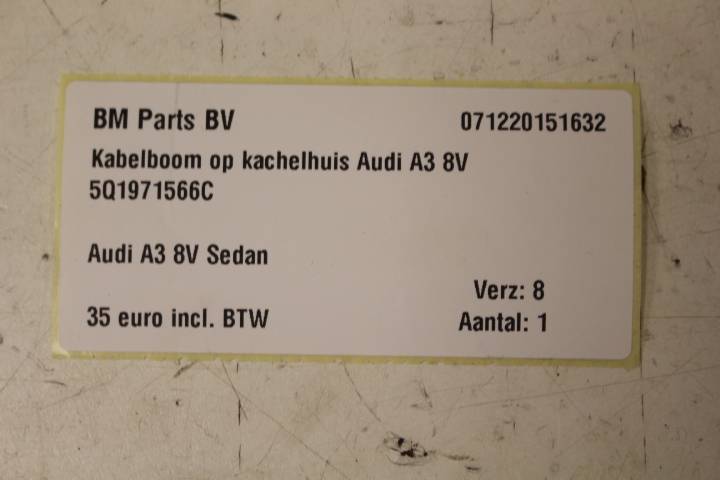 BM Parts BV 071220151632
Kabelboom op kachelhuis Audi A3 8V
5Q1971566C
Audi A3 8V Sedan
Verz: 8
35 euro incl. BTW Aantal: 1